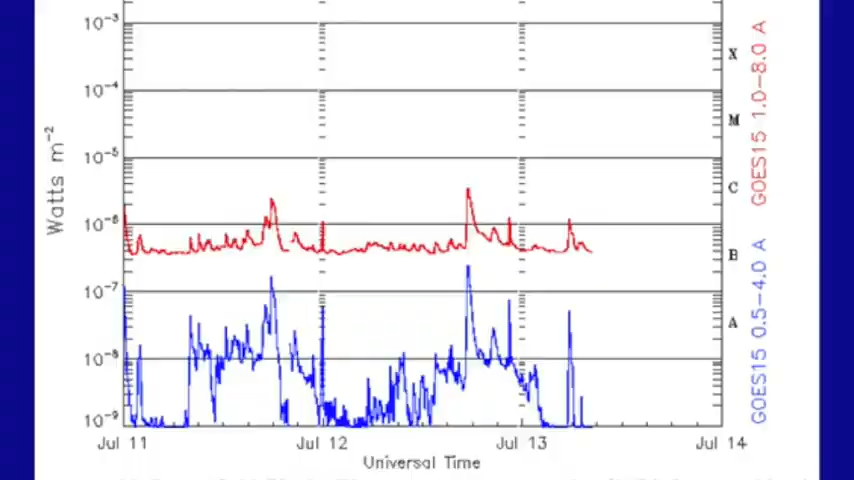 10⁻³
10⁻⁴
10⁻⁵
10⁻⁶
10⁻⁷
10⁻⁸
10⁻⁹
Watts m⁻²
X
M
C
B
A
GOES15 1.0-8.0 A
GOES15 0.5-4.0 A
Jul 11
Jul 12
Jul 13
Jul 14
Universal Time